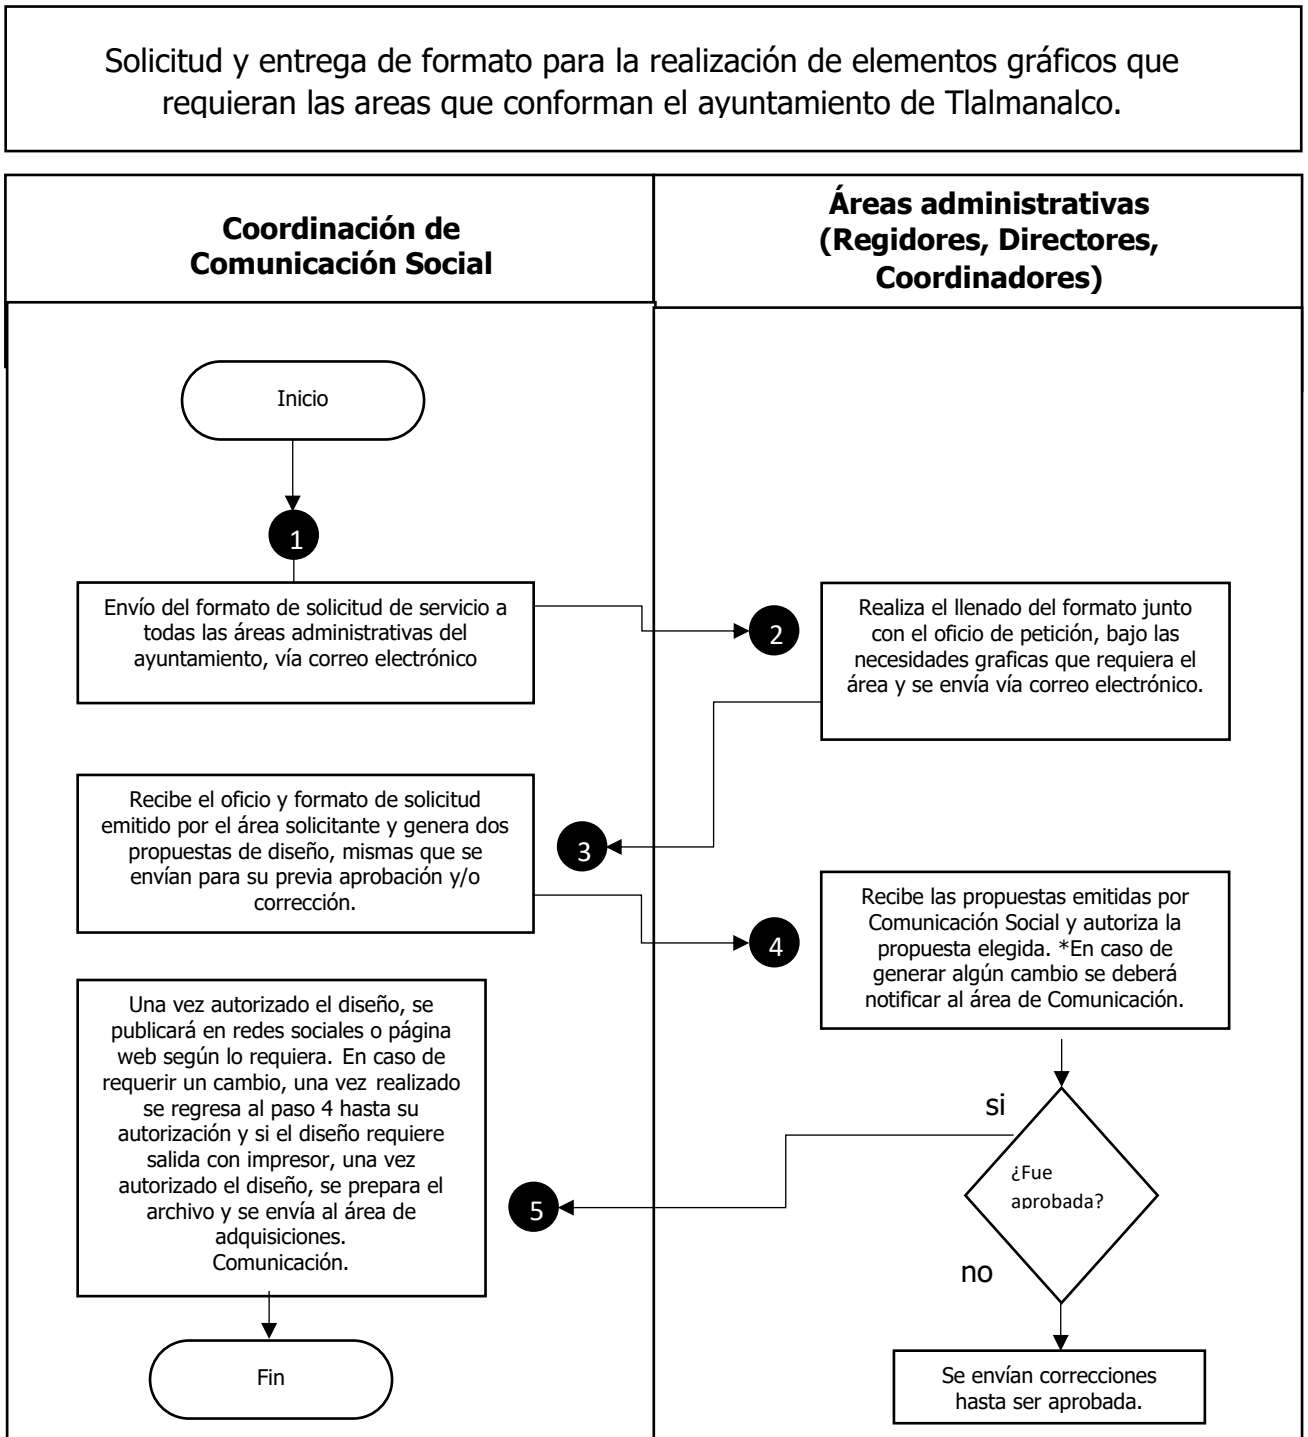 Solicitud y entrega de formato para la realización de elementos gráficos que
requieran las areas que conforman el ayuntamiento de Tlalmanalco.
Coordinación de
Comunicación Social
Áreas administrativas
(Regidores, Directores,
Coordinadores)
Inicio
1
Envío del formato de solicitud de servicio a
todas las áreas administrativas del
ayuntamiento, vía correo electrónico
2
Realiza el llenado del formato junto
con el oficio de petición, bajo las
necesidades graficas que requiera el
área y se envía vía correo electrónico.
Recibe el oficio y formato de solicitud
emitido por el área solicitante y genera dos
propuestas de diseño, mismas que se
envían para su previa aprobación y/o
corrección.
3
4
Recibe las propuestas emitidas por
Comunicación Social y autoriza la
propuesta elegida. *En caso de
generar algún cambio se deberá
notificar al área de Comunicación.
si
¿Fue
aprobada?
no
Se envían correcciones
hasta ser aprobada.
5
Una vez autorizado el diseño, se
publicará en redes sociales o página
web según lo requiera. En caso de
requerir un cambio, una vez realizado
se regresa al paso 4 hasta su
autorización y si el diseño requiere
salida con impresor, una vez
autorizado el diseño, se prepara el
archivo y se envía al área de
adquisiciones.
Comunicación.
Fin